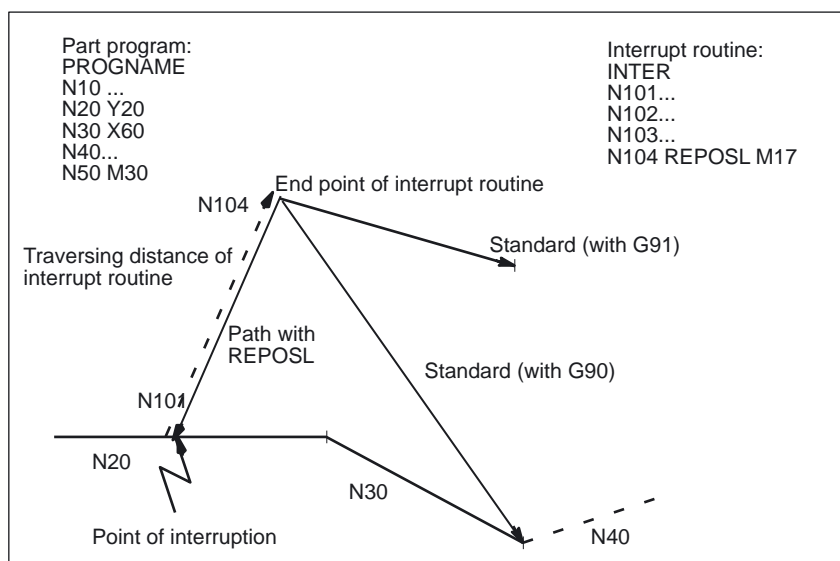 Part program:
PROGNAME
N10 ...
N20 Y20
N30 X60
N40...
N50 M30
Interrupt routine:
INTER
N101...
N102...
N103...
N104 REPOSL M17
End point of interrupt routine
N104
Standard (with G91)
Traversing distance of
interrupt routine
Path with
REPOSL
Standard (with G90)
N101
N20
N30
Point of interruption
N40